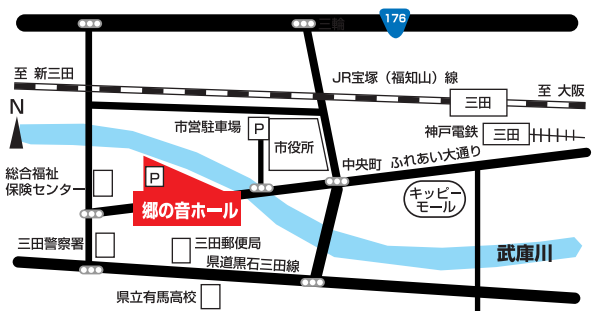 176
三輪
至 新三田
JR宝塚（福知山）線
至 大阪
三田
N
市営駐車場
P
市役所
神戸電鉄
三田
中央町 ふれあい大通り
総合福祉
保険センター
P
キッピー
モール
郷の音ホール
三田警察署
三田郵便局
県道黒石三田線
武庫川
県立有馬高校